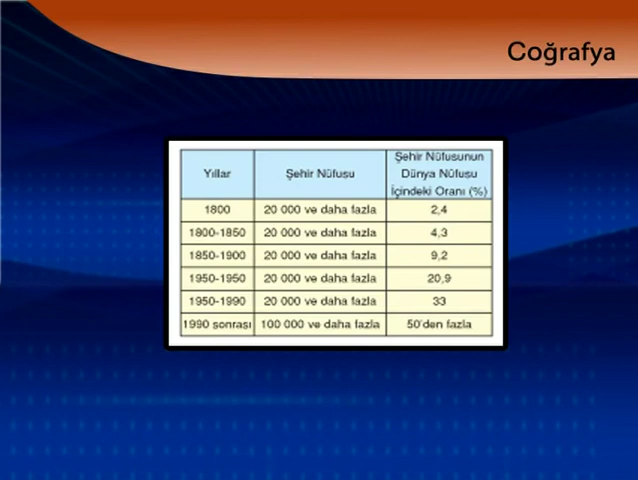 Coğrafya
Yıllar Şehir Nüfusu Şehir Nüfusunun
Dünya Nüfusu
İçindeki Oranı (%)
1800 20 000 ve daha fazla 2,4
1800-1850 20 000 ve daha fazla 4,3
1850-1900 20 000 ve daha fazla 9,2
1950-1950 20 000 ve daha fazla 20,9
1950-1990 20 000 ve daha fazla 33
1990 sonrası 100 000 ve daha fazla 50'den fazla